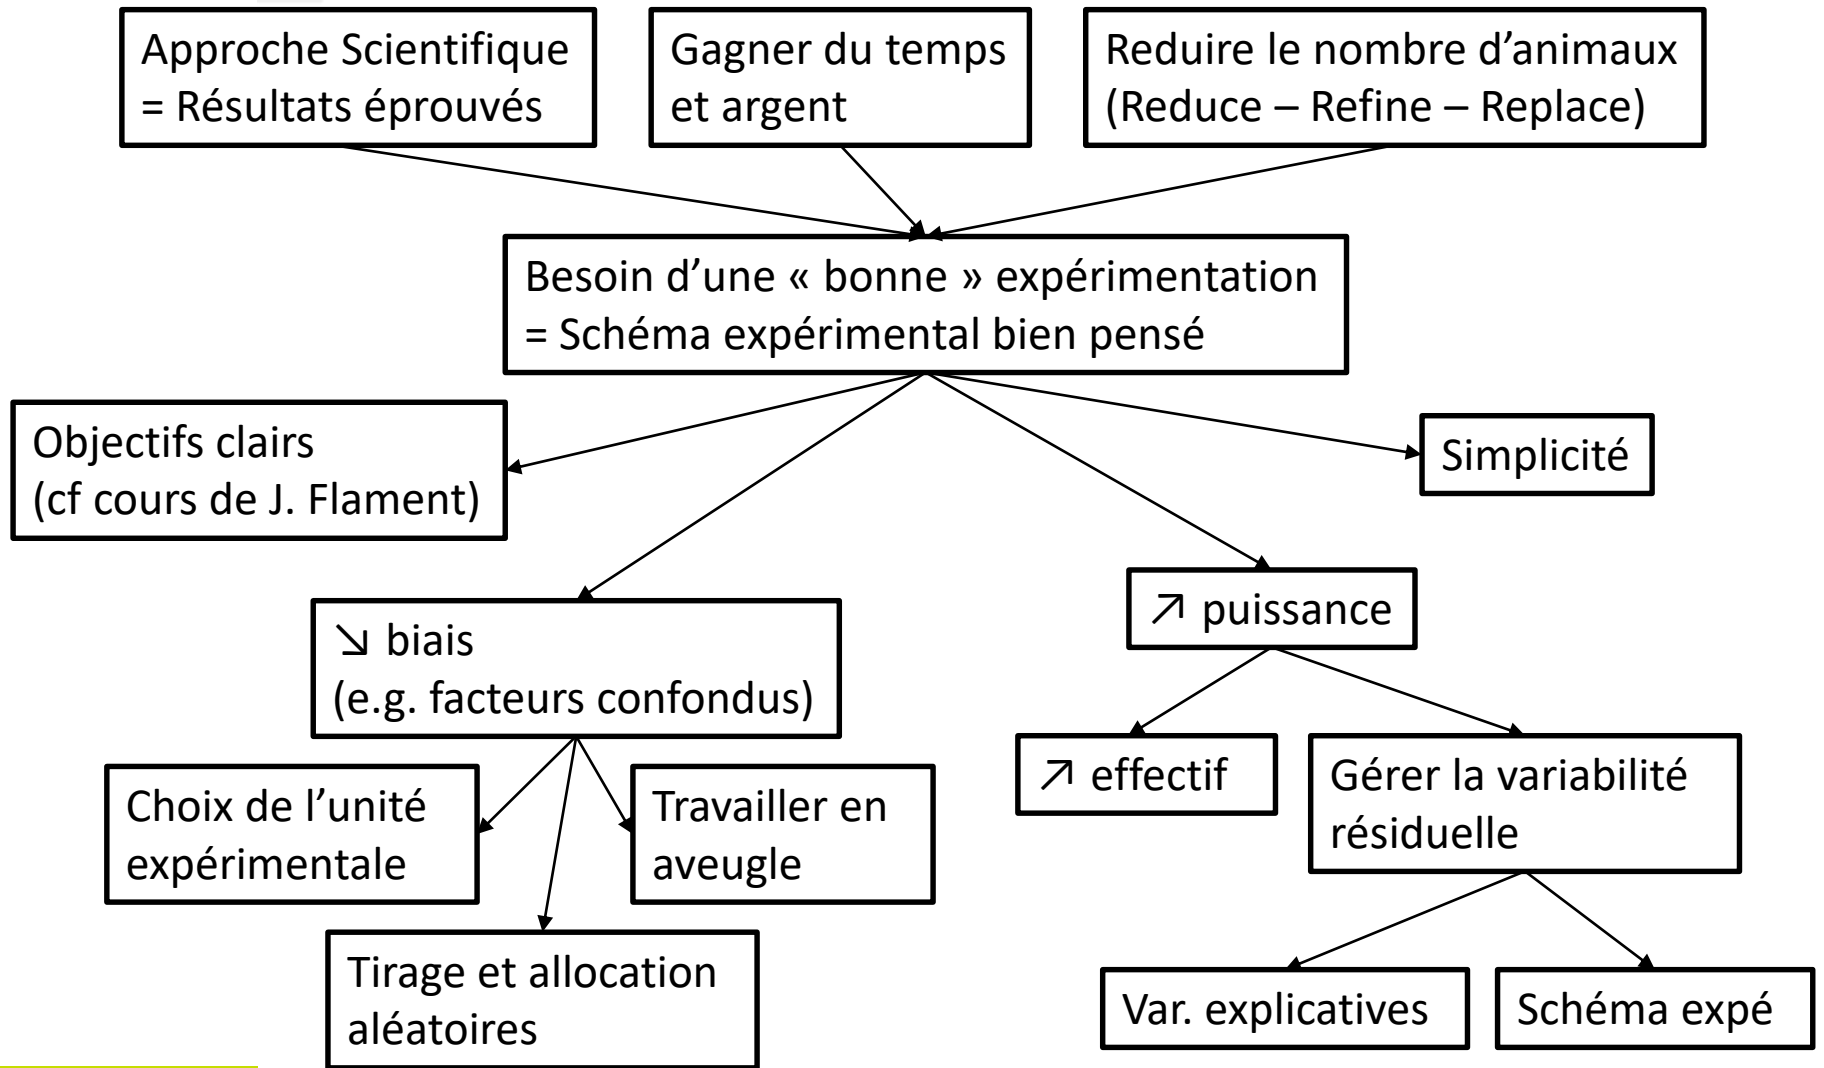 Approche Scientifique
= Résultats éprouvés
Gagner du temps
et argent
Reduire le nombre d’animaux
(Reduce – Refine – Replace)
Besoin d’une « bonne » expérimentation
= Schéma expérimental bien pensé
Objectifs clairs
(cf cours de J. Flament)
Simplicité
↘ biais
(e.g. facteurs confondus)
↗ puissance
Choix de l’unité
expérimentale
Travailler en
aveugle
Tirage et allocation
aléatoires
↗ effectif
Gérer la variabilité
résiduelle
Var. explicatives
Schéma expé